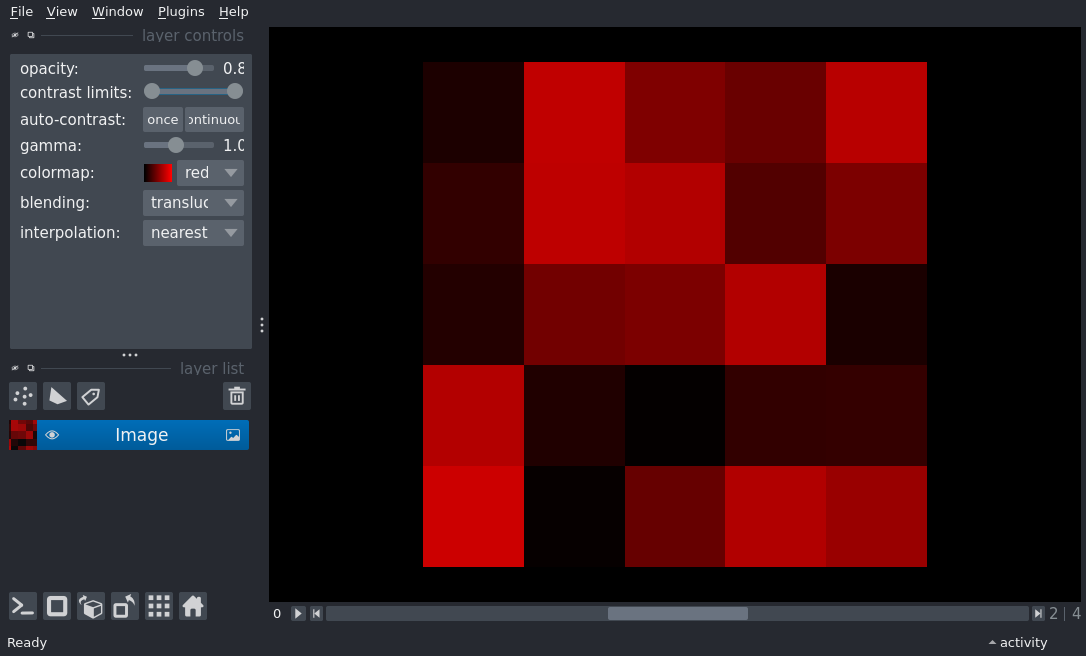 File View Window Plugins Help
layer controls
opacity: 0.8
contrast limits:
auto-contrast: once ontinuou
gamma: 1.0
colormap: red
blending: transluc
interpolation: nearest
layer list
Image
0 2 | 4
Ready activity